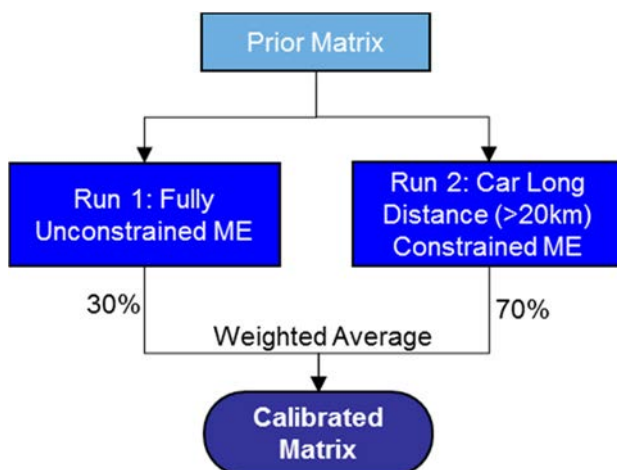 Prior Matrix
Run 1: Fully
Unconstrained ME
Run 2: Car Long
Distance (>20km)
Constrained ME
30%
70%
Weighted Average
Calibrated
Matrix